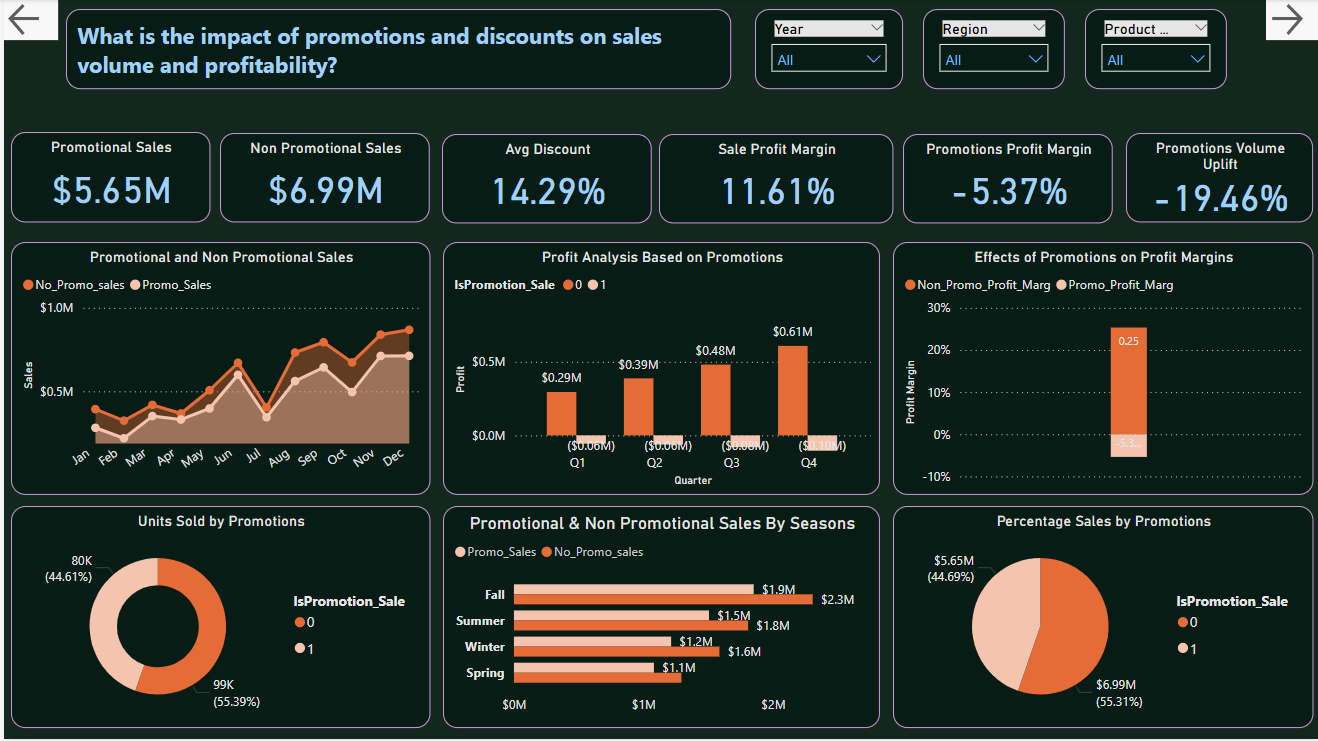 What is the impact of promotions and discounts on sales
volume and profitability?
Year
All
Region
All
Product ...
All
Promotional Sales
$5.65M
Non Promotional Sales
$6.99M
Avg Discount
14.29%
Sale Profit Margin
11.61%
Promotions Profit Margin
-5.37%
Promotions Volume
Uplift
-19.46%
Promotional and Non Promotional Sales
No_Promo_sales Promo_Sales
$1.0M
$0.5M
Sales
Jan Feb Mar Apr May Jun Jul Aug Sep Oct Nov Dec
Profit Analysis Based on Promotions
IsPromotion_Sale 0 1
$0.5M
$0.0M
Profit
$0.29M
$0.39M
$0.48M
$0.61M
($0.06M) ($0.06M) ($0.08M) ($0.10M)
Q1 Q2 Q3 Q4
Quarter
Effects of Promotions on Profit Margins
Non_Promo_Profit_Marg Promo_Profit_Marg
30%
20%
10%
0%
-10%
Profit Margin
0.25
-5.3...
Units Sold by Promotions
80K
(44.61%)
99K
(55.39%)
IsPromotion_Sale
0
1
Promotional & Non Promotional Sales By Seasons
Promo_Sales No_Promo_sales
Fall
$1.9M
$2.3M
Summer
$1.5M
$1.8M
Winter
$1.2M
$1.6M
Spring
$1.1M
$0M $1M $2M
Percentage Sales by Promotions
$5.65M
(44.69%)
$6.99M
(55.31%)
IsPromotion_Sale
0
1